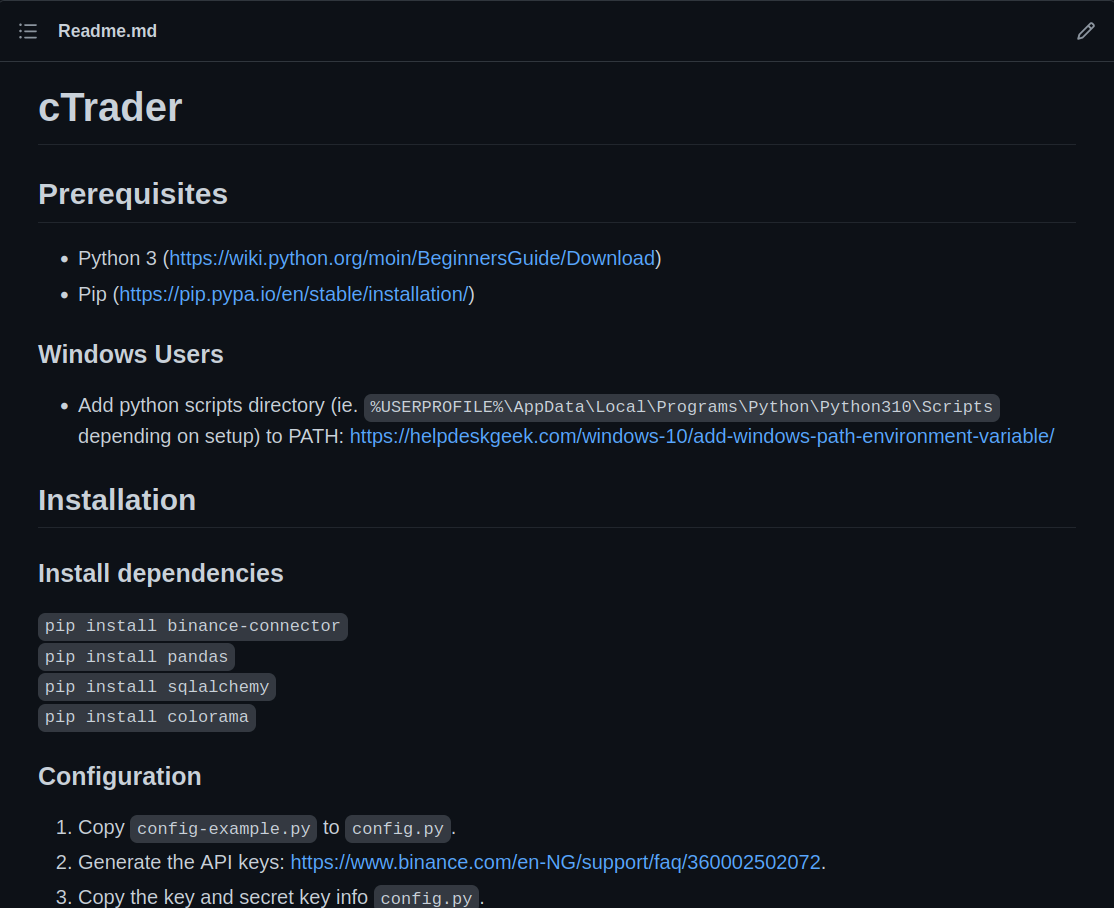 Readme.md
cTrader
Prerequisites
• Python 3 (https://wiki.python.org/moin/BeginnersGuide/Download)
• Pip (https://pip.pypa.io/en/stable/installation/)
Windows Users
• Add python scripts directory (ie. %USERPROFILE%\AppData\Local\Programs\Python\Python310\Scripts
depending on setup) to PATH: https://helpdeskgeek.com/windows-10/add-windows-path-environment-variable/
Installation
Install dependencies
pip install binance-connector
pip install pandas
pip install sqlalchemy
pip install colorama
Configuration
1. Copy config-example.py to config.py.
2. Generate the API keys: https://www.binance.com/en-NG/support/faq/360002502072.
3. Copy the key and secret key info config.py.